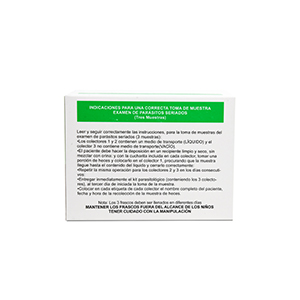 INDICACIONES PARA UNA CORRECTA TOMA DE MUESTRA
EXAMEN DE PARÁSITOS SERIADOS
(Tres Muestras)
Leer y seguir correctamente las instrucciones, para la toma de muestras del
examen de parásitos seriados (3 muestras):
•Los colectores 1 y 2 contienen un medio de transporte (LÍQUIDO) y el
colector 3 no contiene medio de transporte(VACÍO).
•El paciente debe hacer la deposición en un recipiente limpio y seco, sin
mezclar con orina; y con la cucharilla incluida en cada colector, tomar una
porción de heces y colocarlo en el colector 1, procurando que la muestra
llegue hasta el contenido del líquido y cerrarlo correctamente.
•Repetir la misma operación para los colectores 2 y 3 en los días consecuti-
•Entregar inmediatamente el kit parasitológico (conteniendo los 3 colecto-
res), al tercer día de iniciada la toma de la muestra.
•Colocar en cada etiqueta de cada colector el nombre completo del paciente,
fecha y hora de la recolección de la muestra de heces.
Nota: Los 3 frascos deben ser llenados en diferentes días
MANTENER LOS FRASCOS FUERA DEL ALCANCE DE LOS NIÑOS
TENER CUIDADO CON LA MANIPULACIÓN